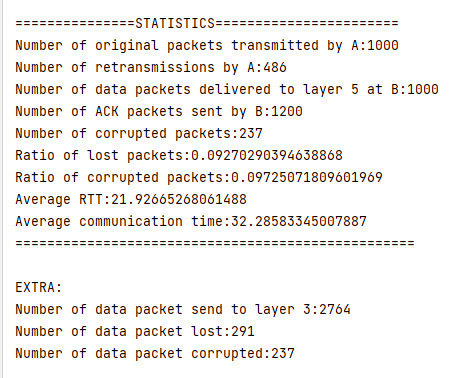 ===============STATISTICS=======================
Number of original packets transmitted by A:1000
Number of retransmissions by A:486
Number of data packets delivered to layer 5 at B:1000
Number of ACK packets sent by B:1200
Number of corrupted packets:237
Ratio of lost packets:0.09270290394638868
Ratio of corrupted packets:0.09725071809601969
Average RTT:21.92665268061488
Average communication time:32.28583345007887
==================================================
EXTRA:
Number of data packet send to layer 3:2764
Number of data packet lost:291
Number of data packet corrupted:237